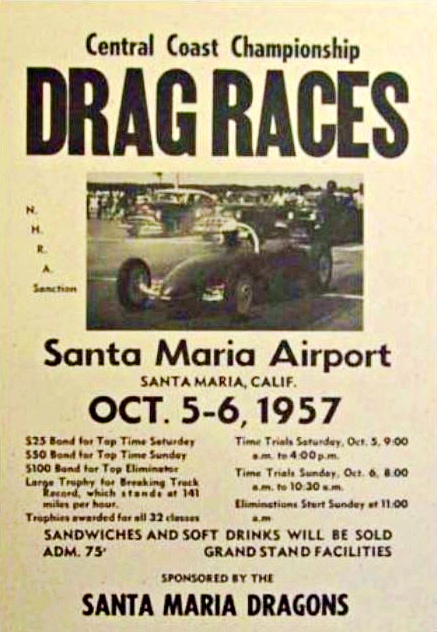 Central Coast Championship
DRAG RACES
N.
H.
R.
A.
Sanction
Santa Maria Airport
SANTA MARIA, CALIF.
OCT. 5-6, 1957
$25 Bond for Top Time Saturday
$50 Bond for Top Time Sunday
$100 Bond for Top Eliminator
Large Trophy for Breaking Track
Record, which stands at 141
miles per hour.
Trophies awarded for all 32 classes
Time Trials Saturday, Oct. 5, 9:00
a.m. to 4:00 p.m.
Time Trials Sunday, Oct. 6, 8:00
a.m. to 10:30 a.m.
Eliminations Start Sunday at 11:00
a.m
SANDWICHES AND SOFT DRINKS WILL BE SOLD
ADM. 75' GRAND STAND FACILITIES
SPONSORED BY THE
SANTA MARIA DRAGONS